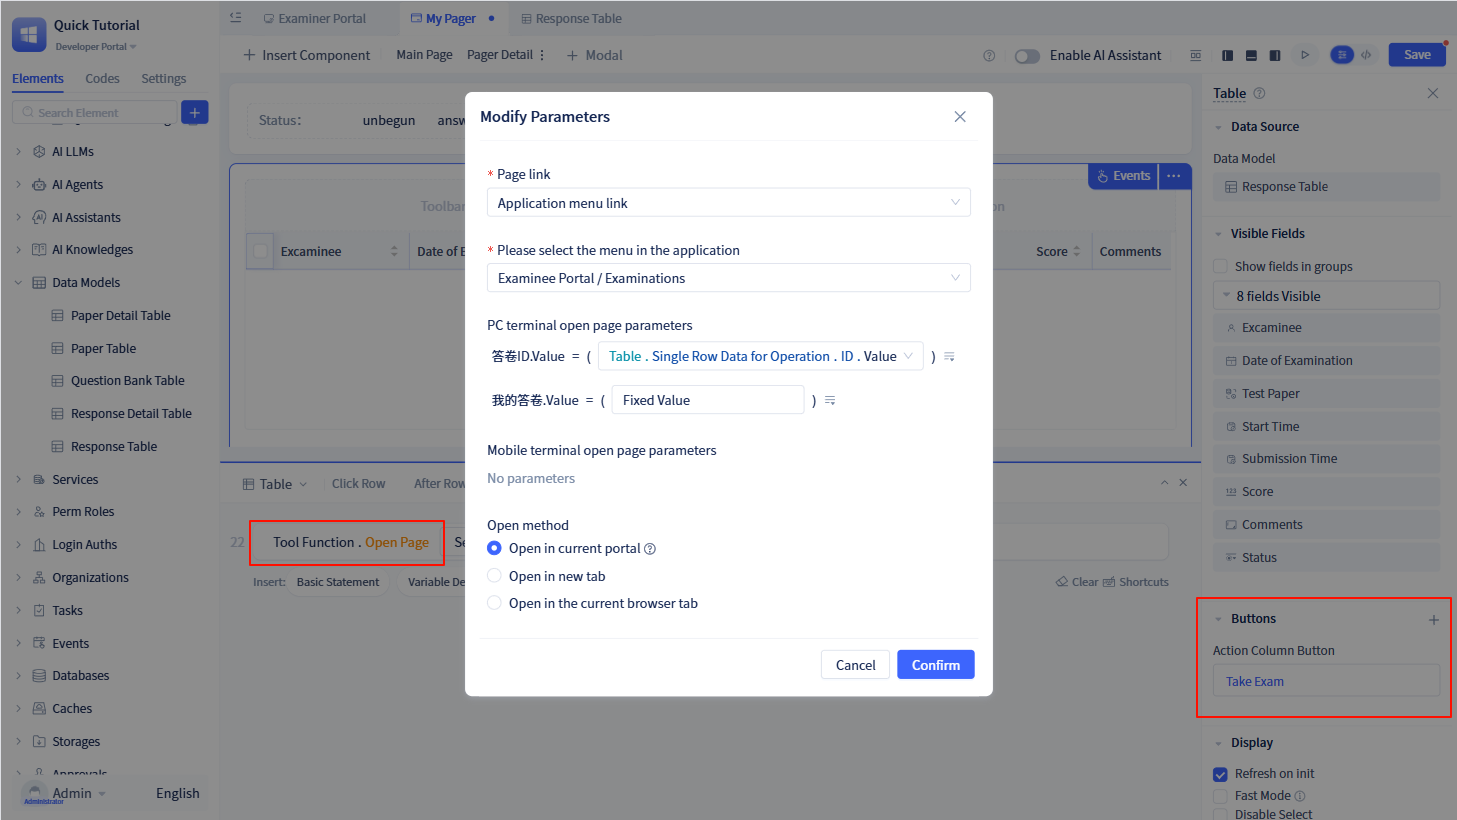 Quick Tutorial
Developer Portal
Elements
Codes
Settings
Search Element
AI LLMs
AI Agents
AI Assistants
AI Knowledges
Data Models
Paper Detail Table
Paper Table
Question Bank Table
Response Detail Table
Response Table
Services
Perm Roles
Login Auths
Organizations
Tasks
Events
Databases
Caches
Storages
Approvals
Admin
Administrator
English
Examiner Portal
My Pager
Response Table
Insert Component
Main Page
Pager Detail
Modal
Enable AI Assistant
Save
Status:
unbegun
answ
Events
Toolbar
on
Excaminee
Date of E
Score
Comments
Table
Click Row
After Row
22
Tool Function . Open Page
Se
Insert:
Basic Statement
Variable De
Clear
Shortcuts
Modify Parameters
* Page link
Application menu link
* Please select the menu in the application
Examinee Portal / Examinations
PC terminal open page parameters
答卷ID.Value = ( Table . Single Row Data for Operation . ID . Value )
我的答卷.Value = ( Fixed Value )
Mobile terminal open page parameters
No parameters
Open method
Open in current portal
Open in new tab
Open in the current browser tab
Cancel
Confirm
Table
Data Source
Data Model
Response Table
Visible Fields
Show fields in groups
8 fields Visible
Excaminee
Date of Examination
Test Paper
Start Time
Submission Time
Score
Comments
Status
Buttons
Action Column Button
Take Exam
Display
Refresh on init
Fast Mode
Disable Select